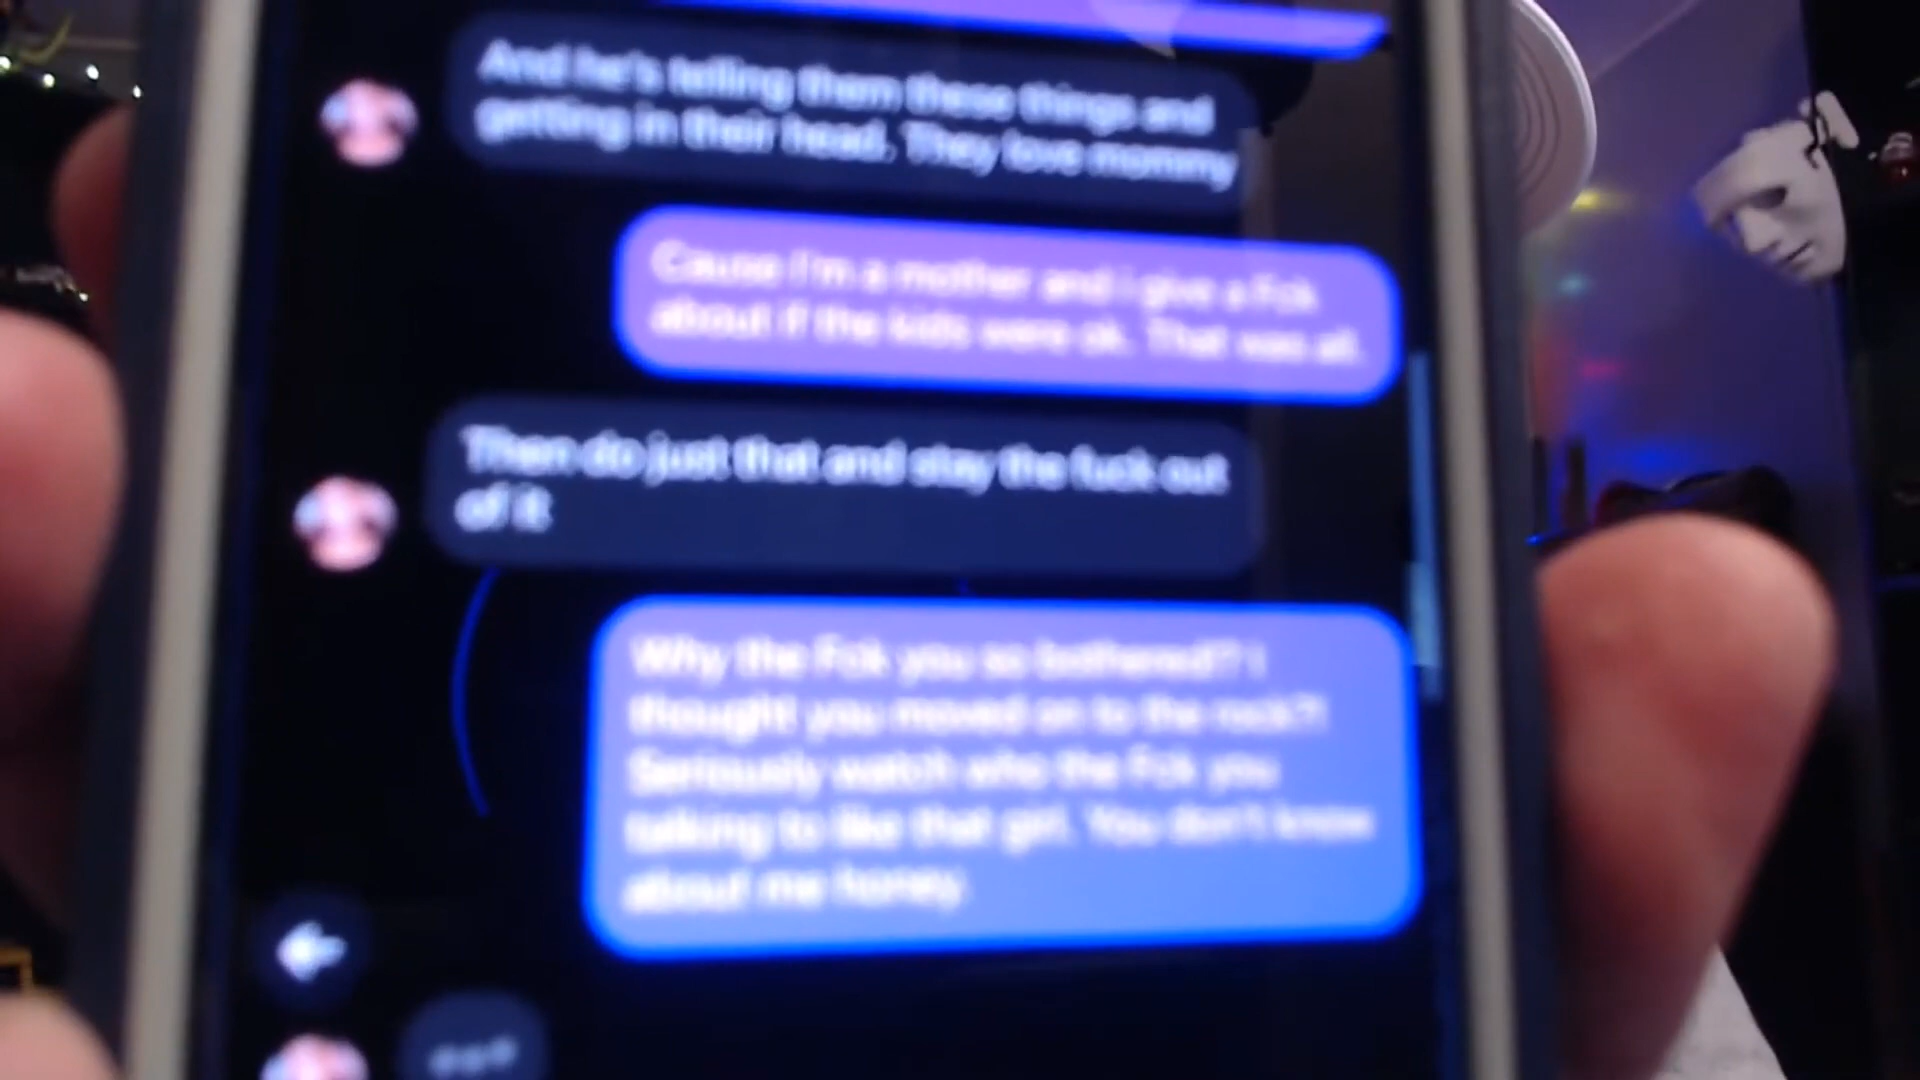 And he's telling them these things and
getting in their head. They love mommy
Cause I'm a mother and i give a Fck
about if the kids were ok. That was all.
Then do just that and stay the fuck out
of it
Why the Fck you so bothered?? I
thought you moved on to the rock?!
Seriously watch who the Fck you
talking to like that girl. You don't know
about me honey.